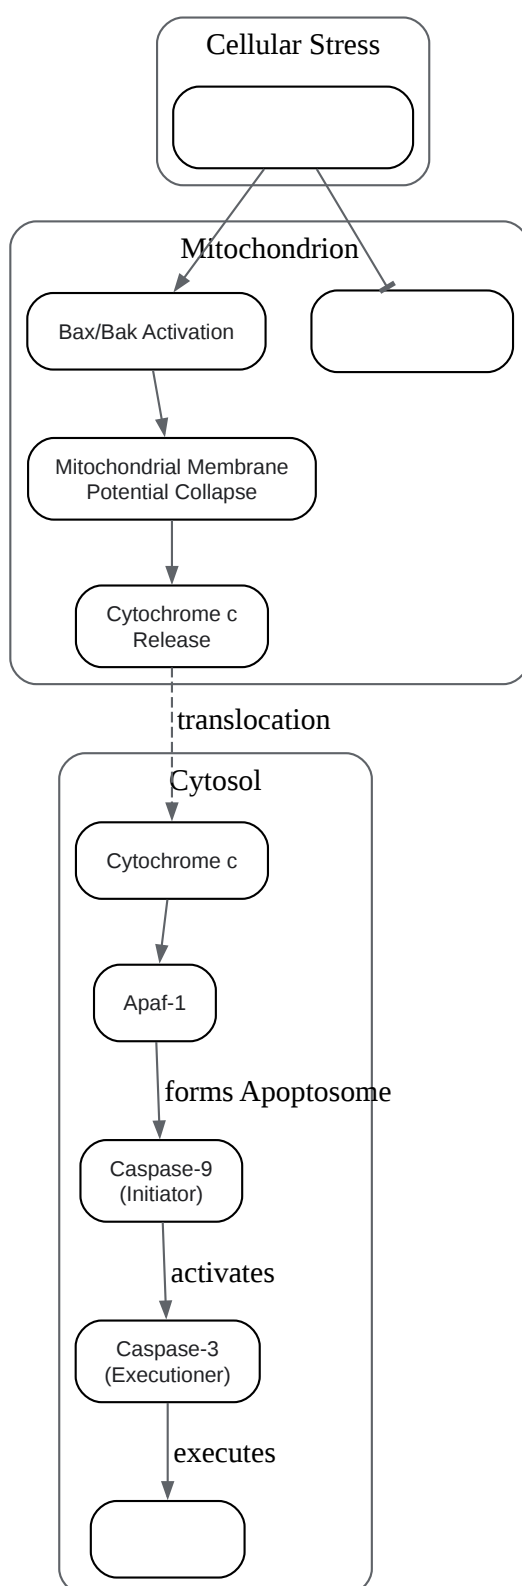 Cellular Stress
Mitochondrion
Bax/Bak Activation
Mitochondrial Membrane
Potential Collapse
Cytochrome c
Release
translocation
Cytosol
Cytochrome c
Apaf-1
forms Apoptosome
Caspase-9
(Initiator)
activates
Caspase-3
(Executioner)
executes